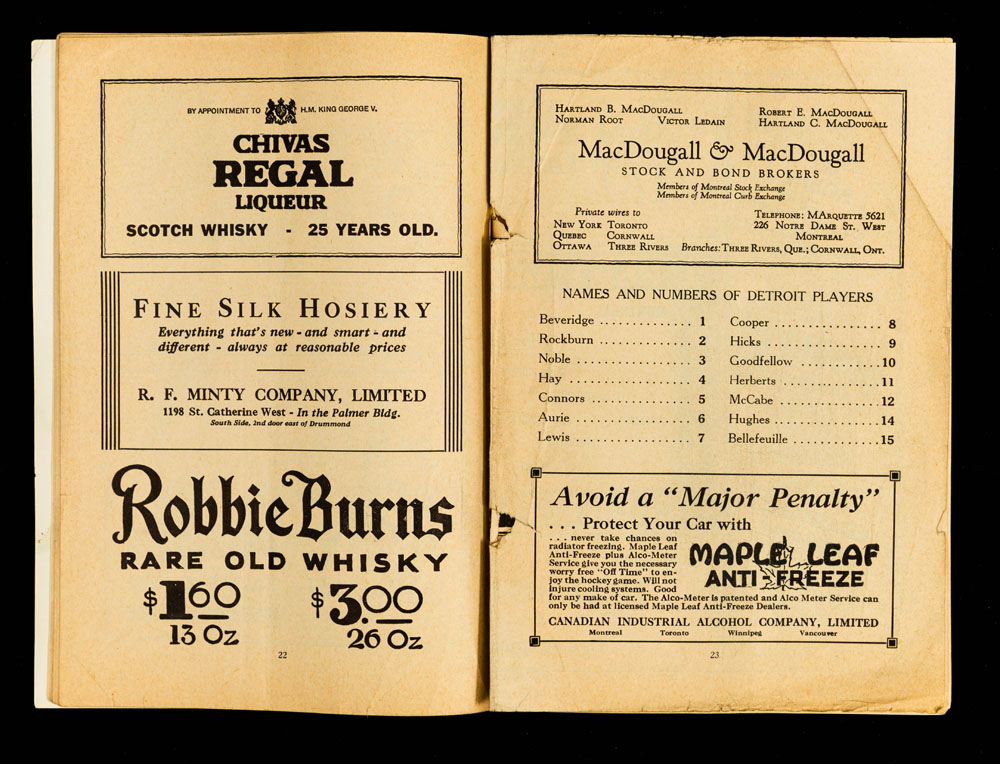 BY APPOINTMENT TO H.M. KING GEORGE V.
CHIVAS
REGAL
LIQUEUR
SCOTCH WHISKY - 25 YEARS OLD.
FINE SILK HOSIERY
Everything that's new - and smart - and
different - always at reasonable prices
R. F. MINTY COMPANY, LIMITED
1198 St. Catherine West - In the Palmer Bldg.
South Side, 2nd door east of Drummond
Robbie Burns
RARE OLD WHISKY
$1.60 $3.00
13 Oz 26 Oz
22
HARTLAND B. MACDOUGALL ROBERT E. MACDOUGALL
NORMAN ROOT VICTOR LEDAIN HARTLAND C. MACDOUGALL
MacDougall & MacDougall
STOCK AND BOND BROKERS
Members of Montreal Stock Exchange
Members of Montreal Curb Exchange
Private wires to TELEPHONE: MARQUETTE 5621
NEW YORK TORONTO 226 NOTRE DAME ST. WEST
QUEBEC CORNWALL MONTREAL
OTTAWA THREE RIVERS Branches: THREE RIVERS, QUE.; CORNWALL, ONT.
NAMES AND NUMBERS OF DETROIT PLAYERS
Beveridge .............. 1
Rockburn .............. 2
Noble .............. 3
Hay .............. 4
Connors .............. 5
Aurie .............. 6
Lewis .............. 7
Cooper .............. 8
Hicks .............. 9
Goodfellow .............. 10
Herberts .............. 11
McCabe .............. 12
Hughes .............. 14
Bellefeuille .............. 15
Avoid a "Major Penalty"
. . . Protect Your Car with
. . . never take chances on
radiator freezing. Maple Leaf
Anti-Freeze plus Alco-Meter
Service give you the necessary
worry free "Off Time" to en-
joy the hockey game. Will not
injure cooling systems. Good
for any make of car. The Alco-Meter is patented and Alco Meter Service can
only be had at licensed Maple Leaf Anti-Freeze Dealers.
MAPLE LEAF
ANTI-FREEZE
CANADIAN INDUSTRIAL ALCOHOL COMPANY, LIMITED
Montreal Toronto Winnipeg Vancouver
23